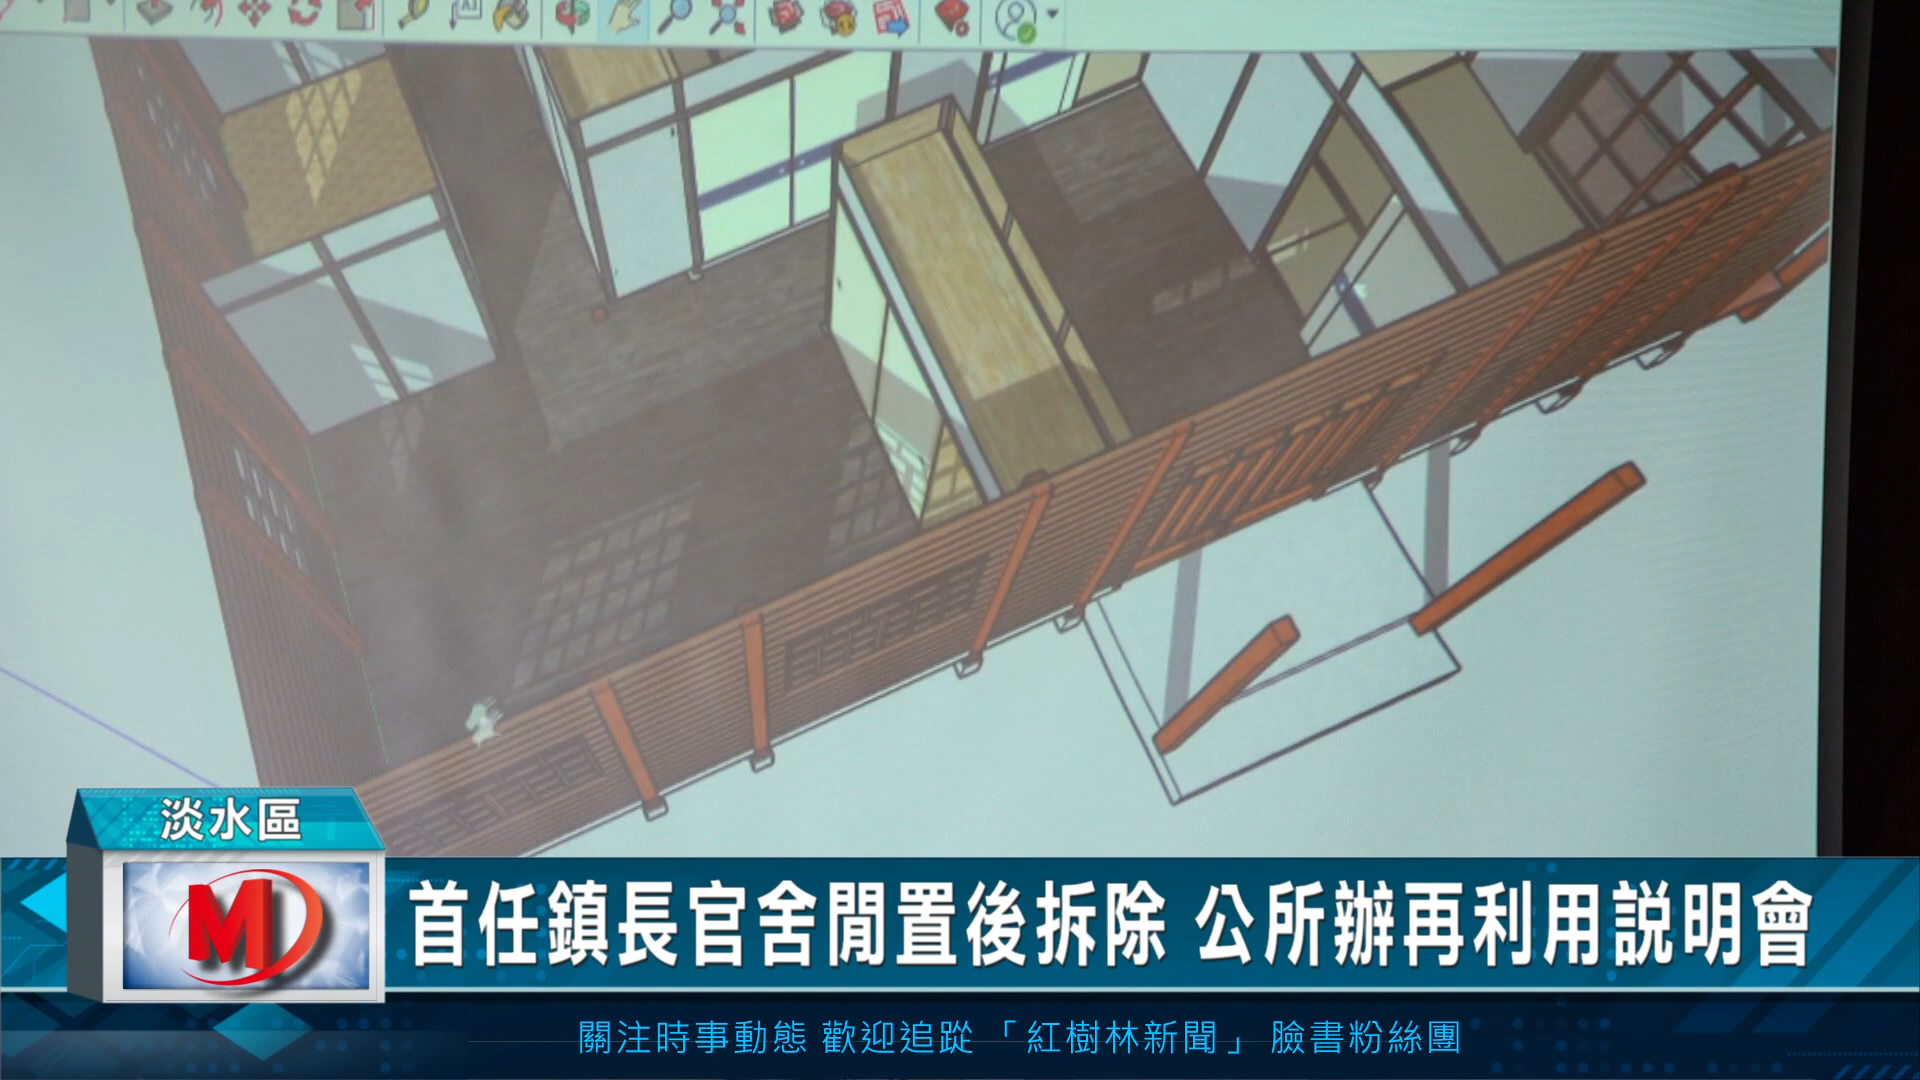 淡水區
M
首任鎮長官舍閒置後拆除 公所辦再利用説明會
關注時事動態 歡迎追蹤「紅樹林新聞」臉書粉絲團